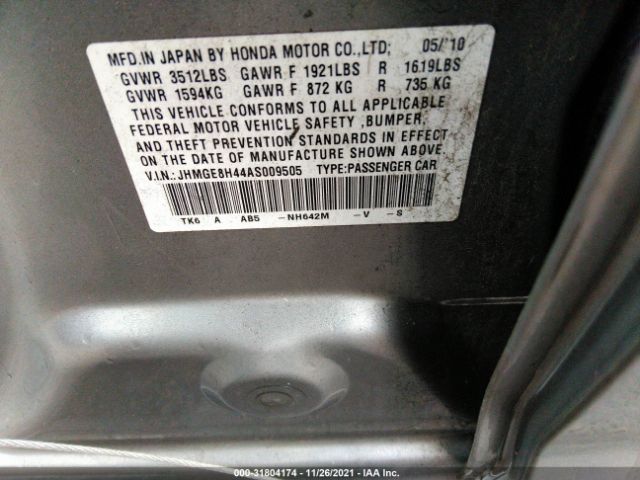 MFD.IN JAPAN BY HONDA MOTOR CO.,LTD; 05/'10
GVWR 3512LBS GAWR F 1921LBS R 1619LBS
GVWR 1594KG GAWR F 872 KG R 735 KG
THIS VEHICLE CONFORMS TO ALL APPLICABLE
FEDERAL MOTOR VEHICLE SAFETY ,BUMPER,
AND THEFT PREVENTION STANDARDS IN EFFECT
ON THE DATE OF MANUFACTURE SHOWN ABOVE.
V.I.N.:JHMGE8H44AS009505 TYPE:PASSENGER CAR
TK6 A AB5 -NH642M -V -S
000-31804174 - 11/26/2021 - IAA Inc.